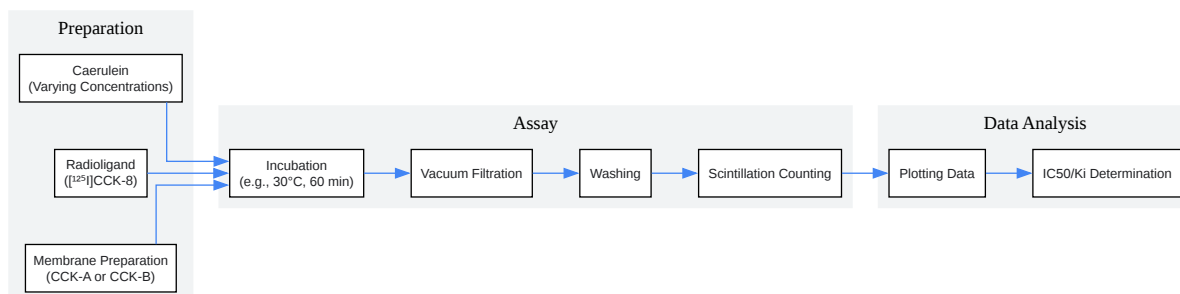 Preparation
Caerulein
(Varying Concentrations)
Radioligand
([¹²⁵I]CCK-8)
Membrane Preparation
(CCK-A or CCK-B)
Assay
Incubation
(e.g., 30°C, 60 min)
Vacuum Filtration
Washing
Scintillation Counting
Data Analysis
Plotting Data
IC50/Ki Determination